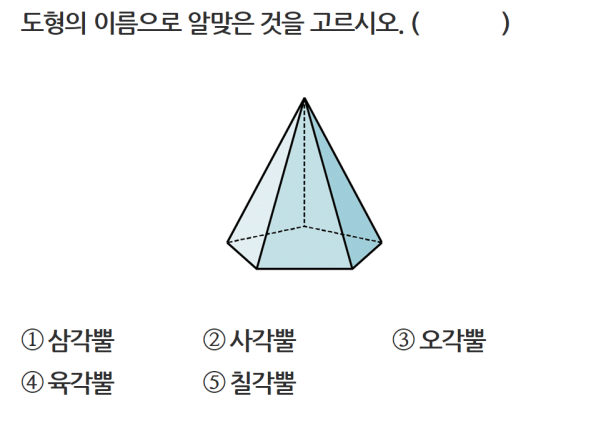 도형의 이름으로 알맞은 것을 고르시오. ( )
① 삼각뿔 ② 사각뿔 ③ 오각뿔
④ 육각뿔 ⑤ 칠각뿔